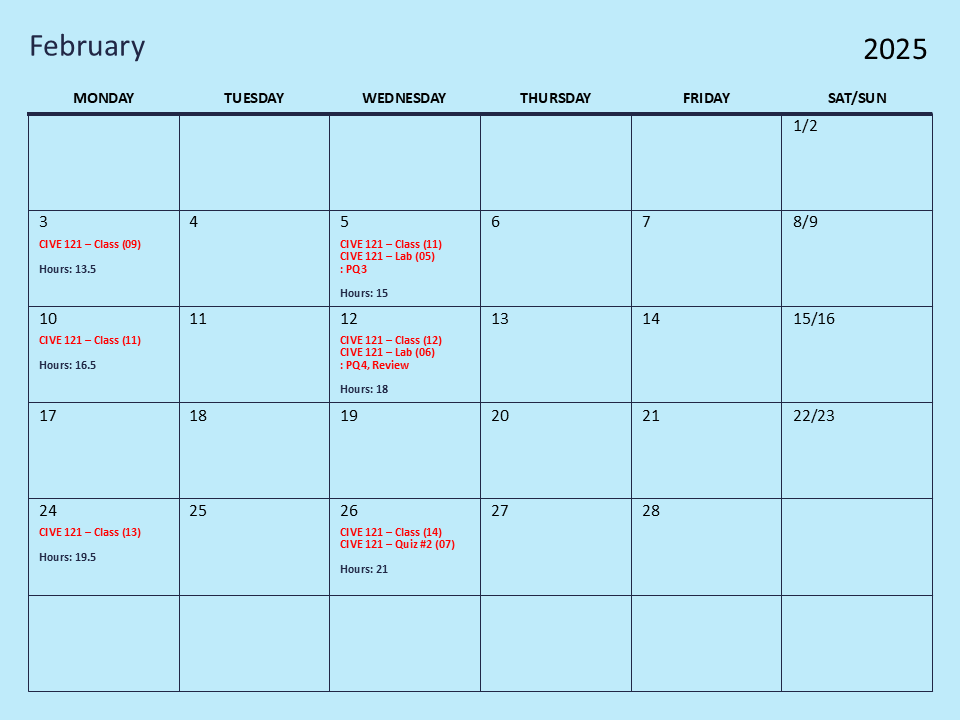 February
2025
MONDAY
TUESDAY
WEDNESDAY
THURSDAY
FRIDAY
SAT/SUN
1/2
3
CIVE 121 – Class (09)
Hours: 13.5
4
5
CIVE 121 – Class (11)
CIVE 121 – Lab (05)
: PQ3
Hours: 15
6
7
8/9
10
CIVE 121 – Class (11)
Hours: 16.5
11
12
CIVE 121 – Class (12)
CIVE 121 – Lab (06)
: PQ4, Review
Hours: 18
13
14
15/16
17
18
19
20
21
22/23
24
CIVE 121 – Class (13)
Hours: 19.5
25
26
CIVE 121 – Class (14)
CIVE 121 – Quiz #2 (07)
Hours: 21
27
28